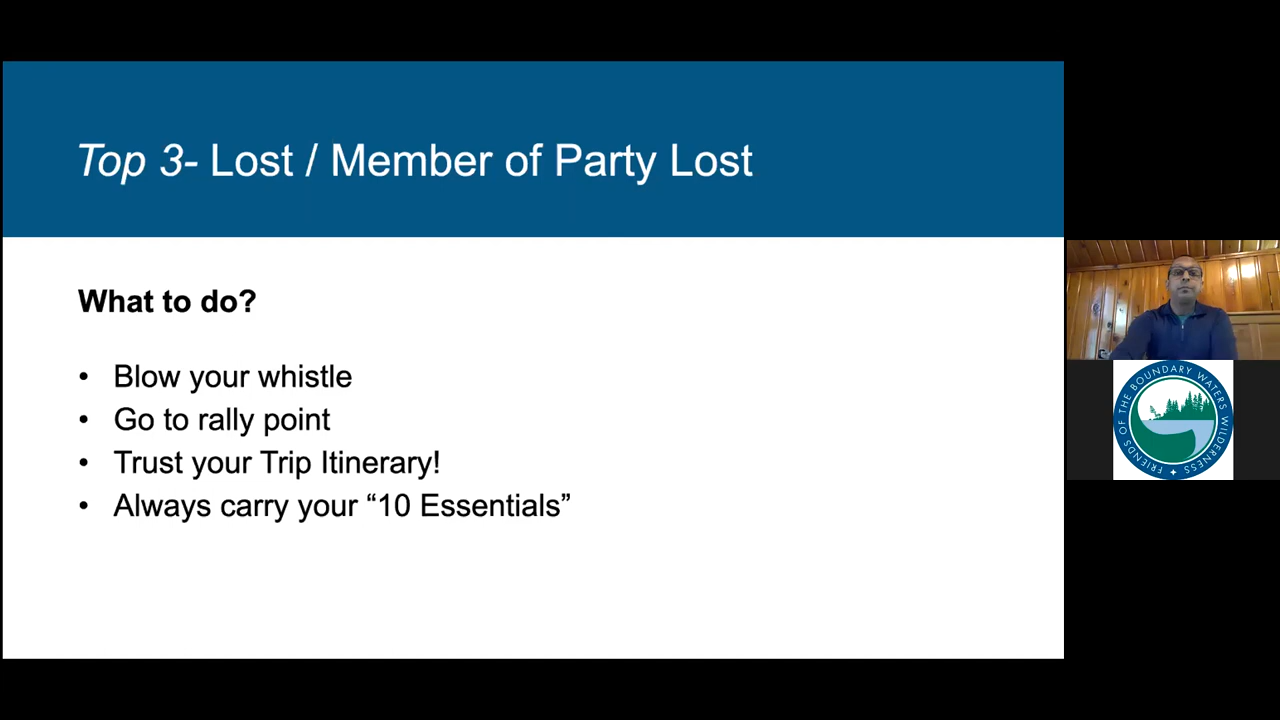 Top 3- Lost / Member of Party Lost
What to do?
• Blow your whistle
• Go to rally point
• Trust your Trip Itinerary!
• Always carry your “10 Essentials”
FRIENDS OF THE BOUNDARY WATERS WILDERNESS